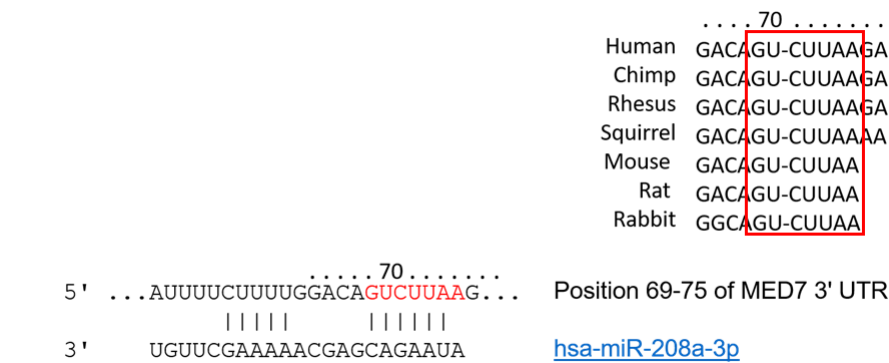 . . . . 70 . . . . . . .
Human GACAGU-CUUAAGA
Chimp GACAGU-CUUAAGA
Rhesus GACAGU-CUUAAGA
Squirrel GACAGU-CUUAAAA
Mouse GACAGU-CUUAA
Rat GACAGU-CUUAA
Rabbit GGCAGU-CUUAA
.....70.......
5' ...AUUUUCUUUUGGACAGUCUUAAG... Position 69-75 of MED7 3' UTR
||||| ||||||
3' UGUUCGAAAAACGAGCAGAAUA hsa-miR-208a-3p